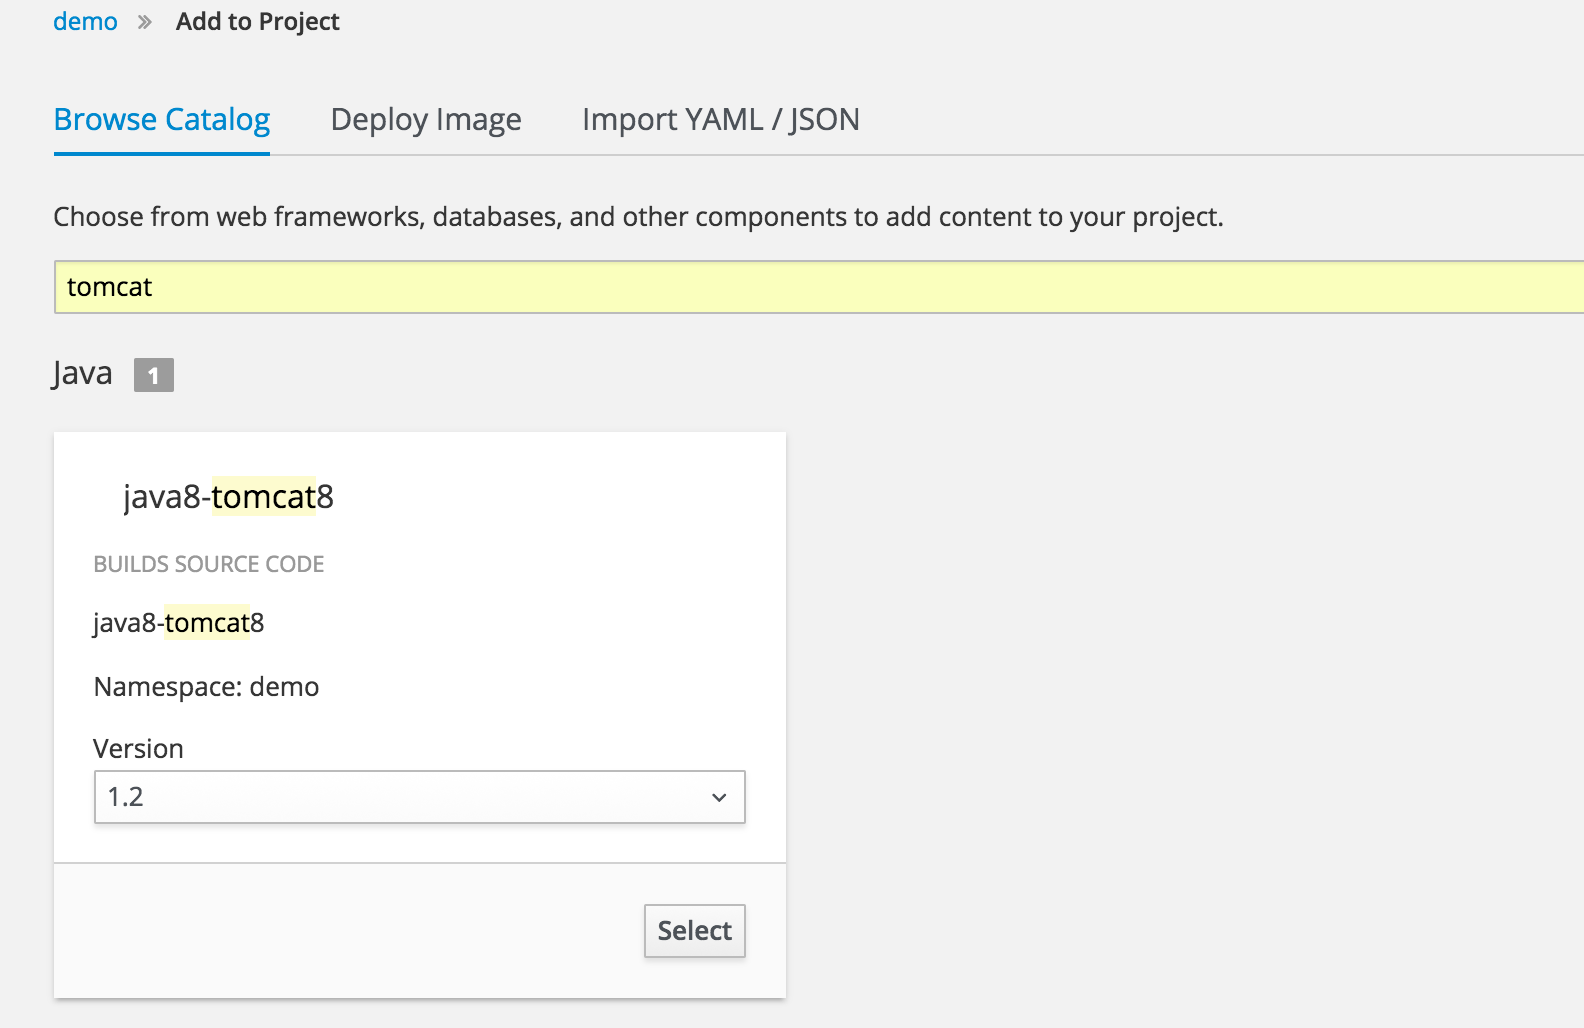 demo » Add to Project
Browse Catalog Deploy Image Import YAML / JSON
Choose from web frameworks, databases, and other components to add content to your project.
tomcat
Java 1
java8-tomcat8
BUILDS SOURCE CODE
java8-tomcat8
Namespace: demo
Version
1.2
Select